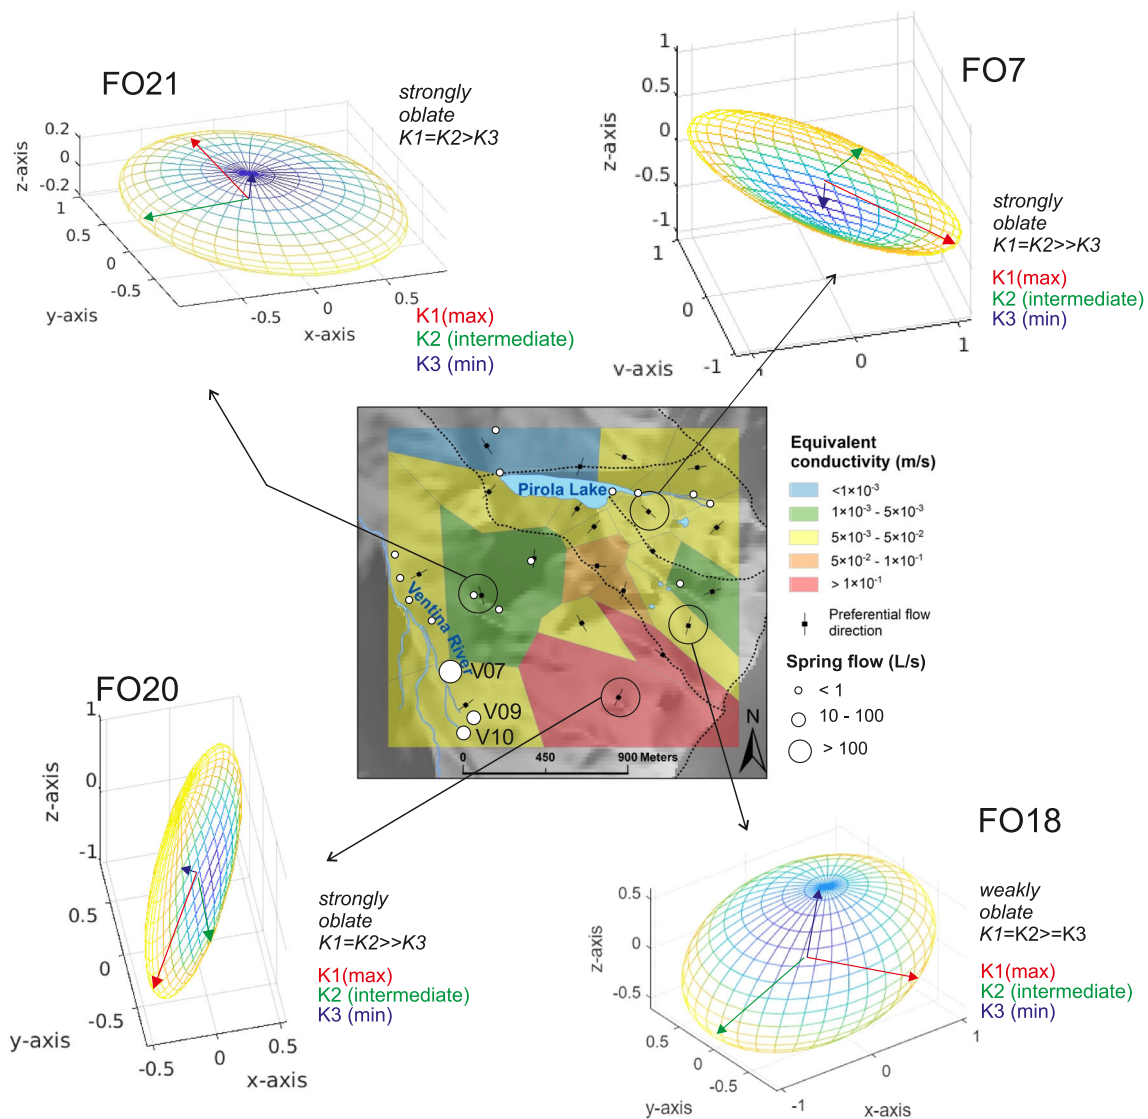 FO21
strongly
oblate
K1=K2>K3
z-axis
0.2
0
-0.2
1
0.5
0
-0.5
y-axis
-0.5
0
0.5
x-axis
K1(max)
K2 (intermediate)
K3 (min)
FO7
z-axis
1
0.5
0
-0.5
-1
1
0
-1
v-axis
0
1
strongly
oblate
K1=K2>>K3
K1(max)
K2 (intermediate)
K3 (min)
Pirola Lake
Ventina River
V07
V09
V10
N
0
450
900 Meters
Equivalent
conductivity (m/s)
<1×10-3
1×10-3 - 5×10-3
5×10-3 - 5×10-2
5×10-2 - 1×10-1
> 1×10-1
Preferential flow
direction
Spring flow (L/s)
< 1
10 - 100
> 100
FO20
z-axis
1
0
-1
0.5
0
-0.5
y-axis
-0.5
0
0.5
x-axis
strongly
oblate
K1=K2>>K3
K1(max)
K2 (intermediate)
K3 (min)
FO18
z-axis
0.5
0
-0.5
0.5
0
-0.5
y-axis
-1
0
1
x-axis
weakly
oblate
K1=K2>=K3
K1(max)
K2 (intermediate)
K3 (min)